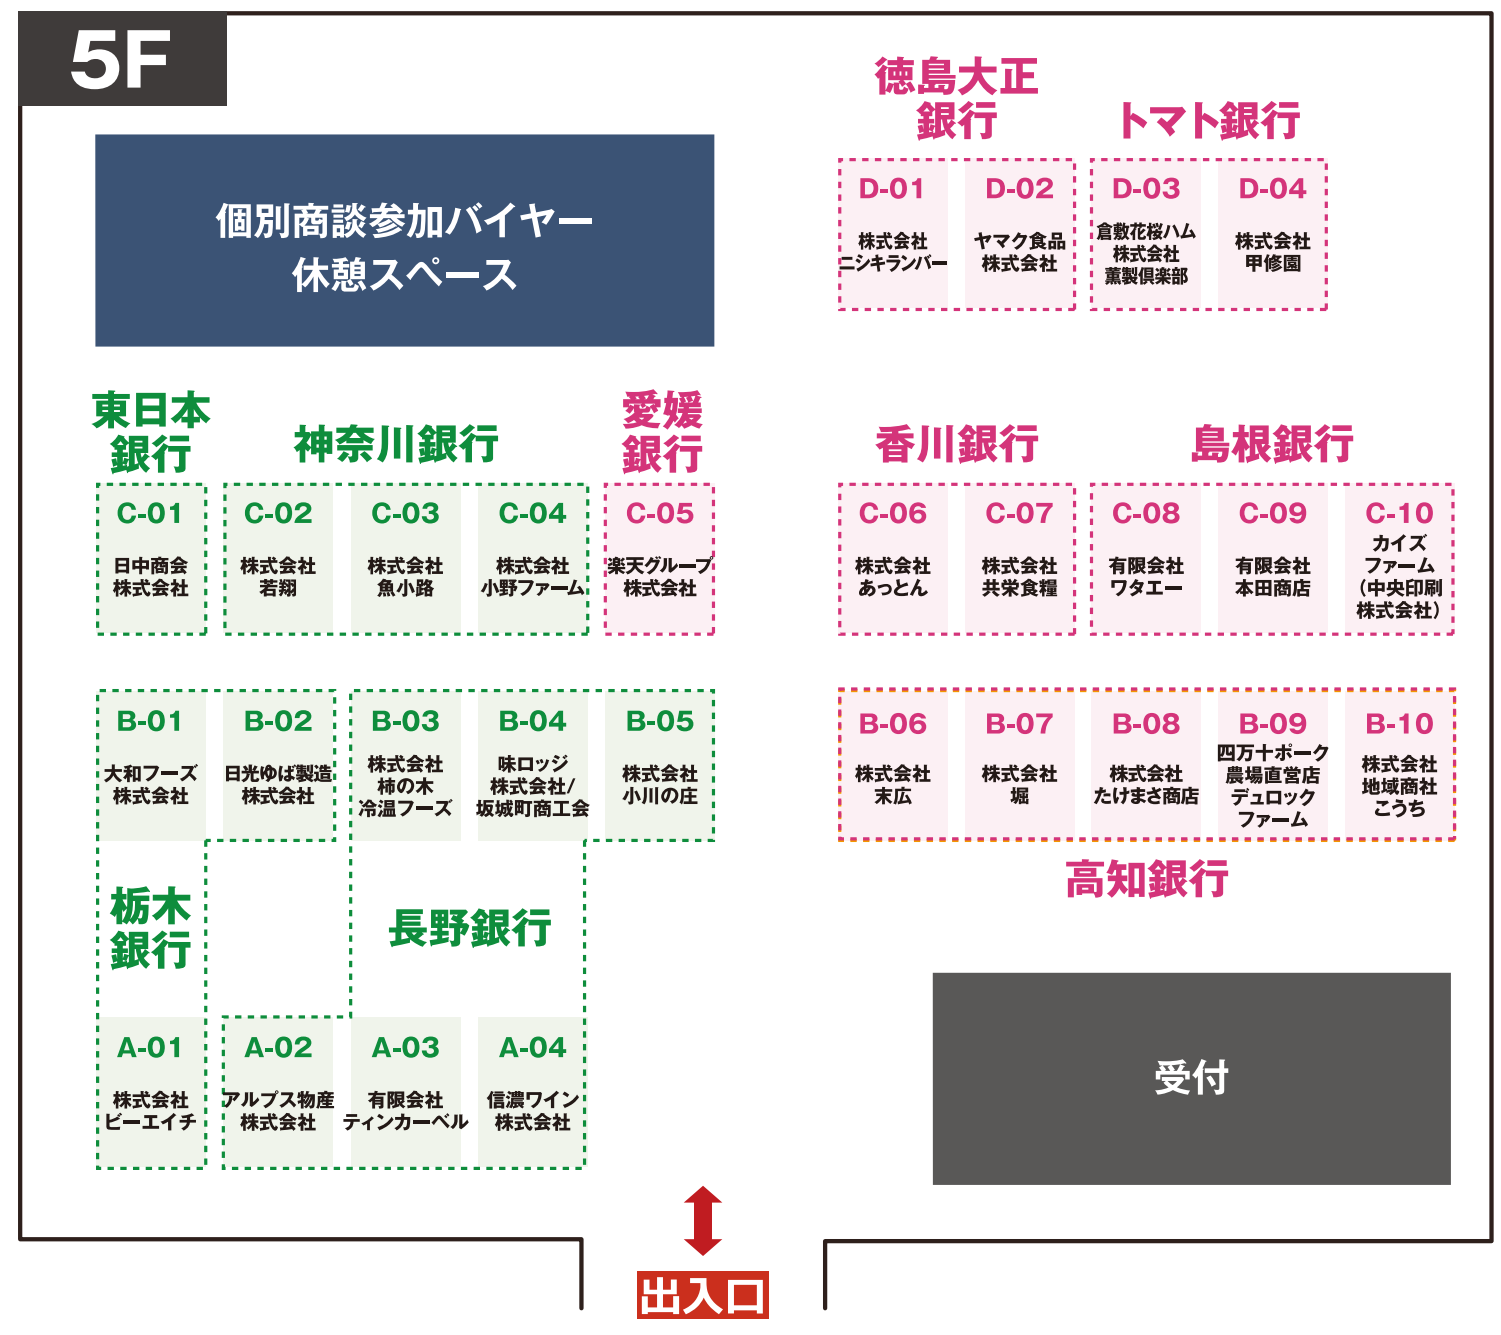 5F
個別商談参加バイヤー
休憩スペース
徳島大正
銀行
トマト銀行
D-01
株式会社
ニシキランバー
D-02
ヤマク食品
株式会社
D-03
倉敷花桜ハム
株式会社
薫製倶楽部
D-04
株式会社
甲修園
東日本
銀行
神奈川銀行
愛媛
銀行
香川銀行
島根銀行
C-01
日中商会
株式会社
C-02
株式会社
若翔
C-03
株式会社
魚小路
C-04
株式会社
小野ファーム
C-05
楽天グループ
株式会社
C-06
株式会社
あっとん
C-07
株式会社
共栄食糧
C-08
有限会社
ワタエー
C-09
有限会社
本田商店
C-10
カイズ
ファーム
（中央印刷
株式会社）
B-01
大和フーズ
株式会社
B-02
日光ゆば製造
株式会社
B-03
株式会社
柿の木
冷温フーズ
B-04
味ロッジ
株式会社/
坂城町商工会
B-05
株式会社
小川の庄
B-06
株式会社
末広
B-07
株式会社
堀
B-08
株式会社
たけまさ商店
B-09
四万十ポーク
農場直営店
デュロック
ファーム
B-10
株式会社
地域商社
こうち
高知銀行
栃木
銀行
長野銀行
A-01
株式会社
ビーエイチ
A-02
アルプス物産
株式会社
A-03
有限会社
ティンカーベル
A-04
信濃ワイン
株式会社
受付
出入口